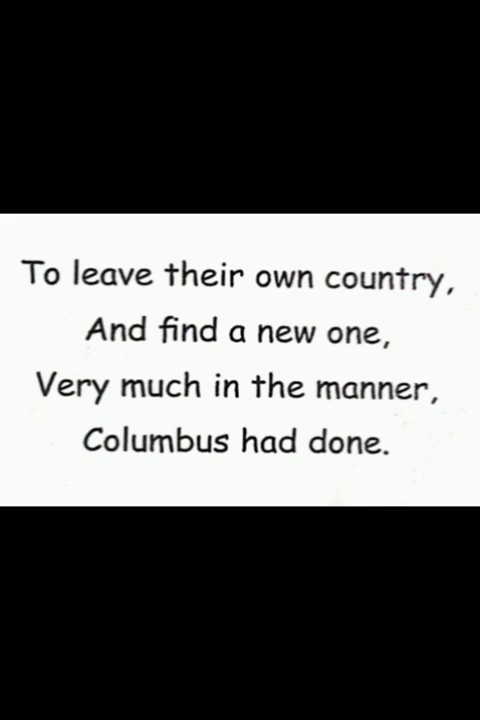 To leave their own country,
And find a new one,
Very much in the manner,
Columbus had done.